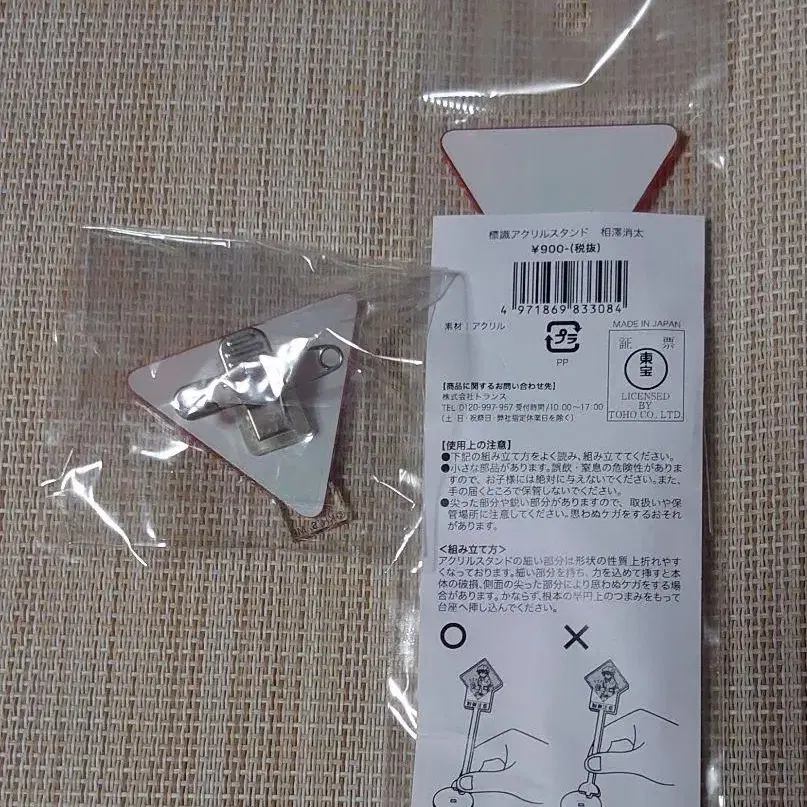 標識アクリルスタンド　相澤消太
¥900-(税抜)
4 971869 833084
素材：アクリル
プラ
PP
MADE IN JAPAN
証 票
東宝
LICENSED
BY
TOHO CO., LTD.
【商品に関するお問い合わせ先】
株式会社トランス
TEL 0120-997-957 受付時間/10:00〜17:00
(土・日・祝祭日・弊社指定休業日を除く)
【使用上の注意】
●下記の組み立て方をよく読み、組み立ててください。
●小さな部品があります。誤飲・窒息の危険性がありま
すので、お子様には絶対に与えないでください。また、
手の届くところで保管しないでください。
●尖った部分や鋭い部分がありますので、取扱いや保
管場所に注意してください。思わぬケガをするおそれ
があります。
<組み立て方>
アクリルスタンドの細い部分は形状の性質上折れやす
くなっております。細い部分を持ち、力を込めて挿すと本
体の破損、側面の尖った部分により思わぬケガをする場
合があります。かならず、根本の半円上のつまみをもって
台座へ挿し込んでください。